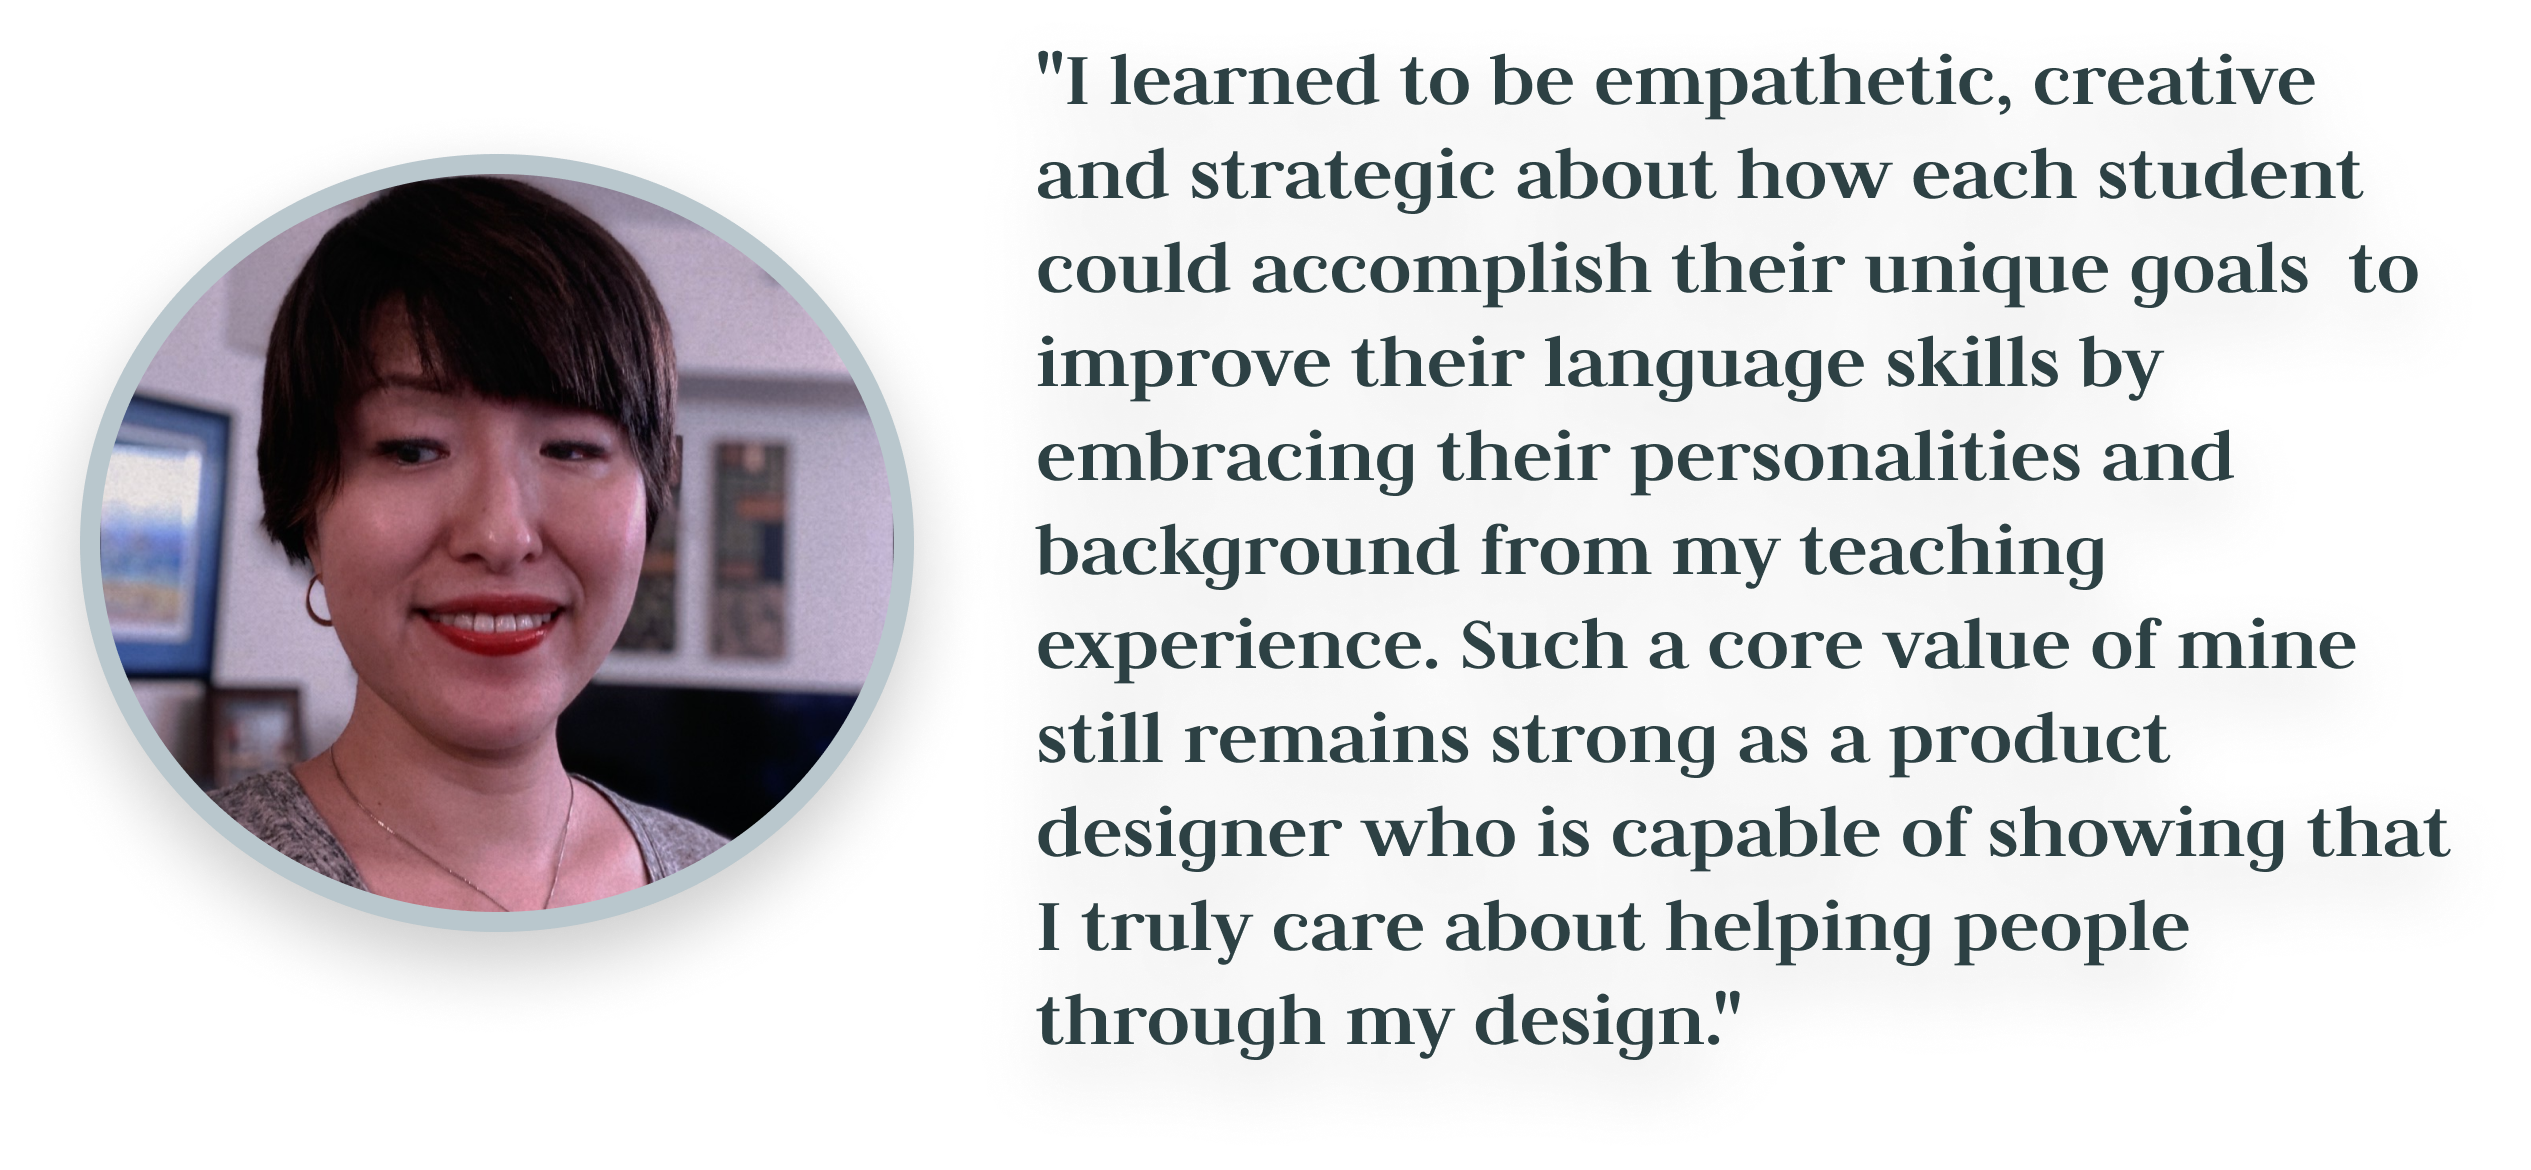 "I learned to be empathetic, creative
and strategic about how each student
could accomplish their unique goals  to
improve their language skills by
embracing their personalities and
background from my teaching
experience. Such a core value of mine
still remains strong as a product
designer who is capable of showing that
I truly care about helping people
through my design."